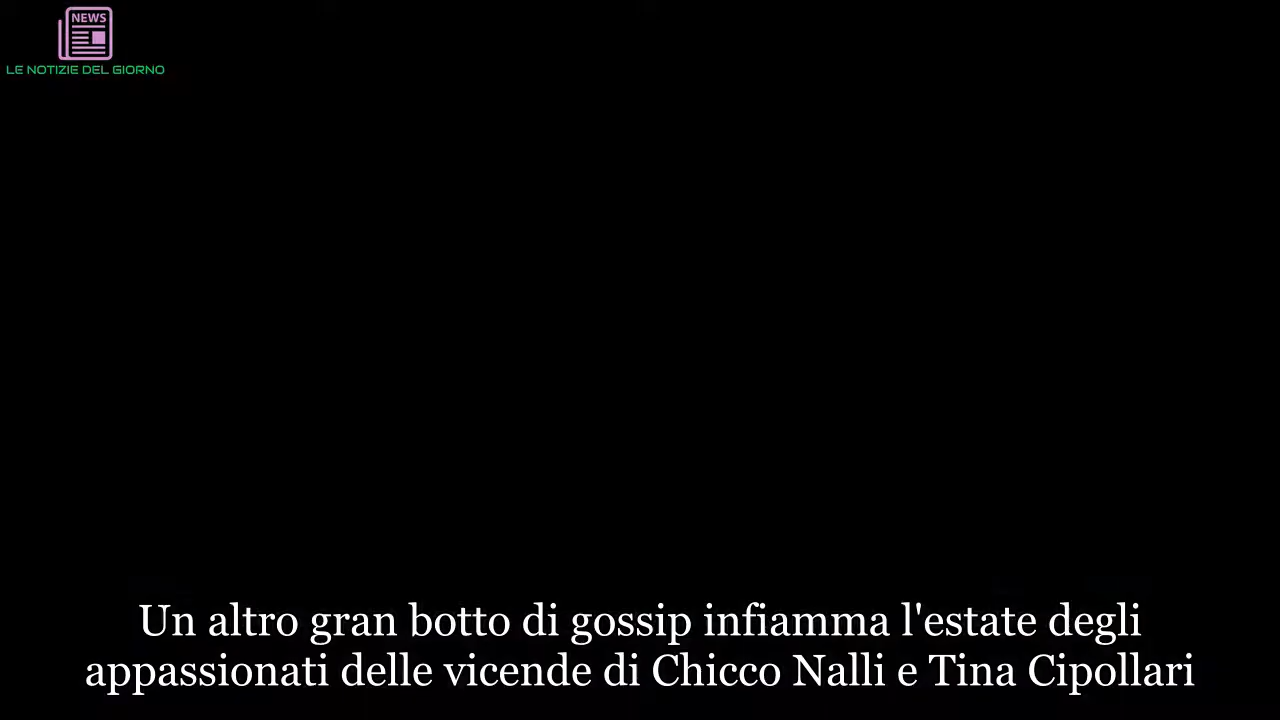 NEWS
LE NOTIZIE DEL GIORNO
Un altro gran botto di gossip infiamma l'estate degli
appassionati delle vicende di Chicco Nalli e Tina Cipollari